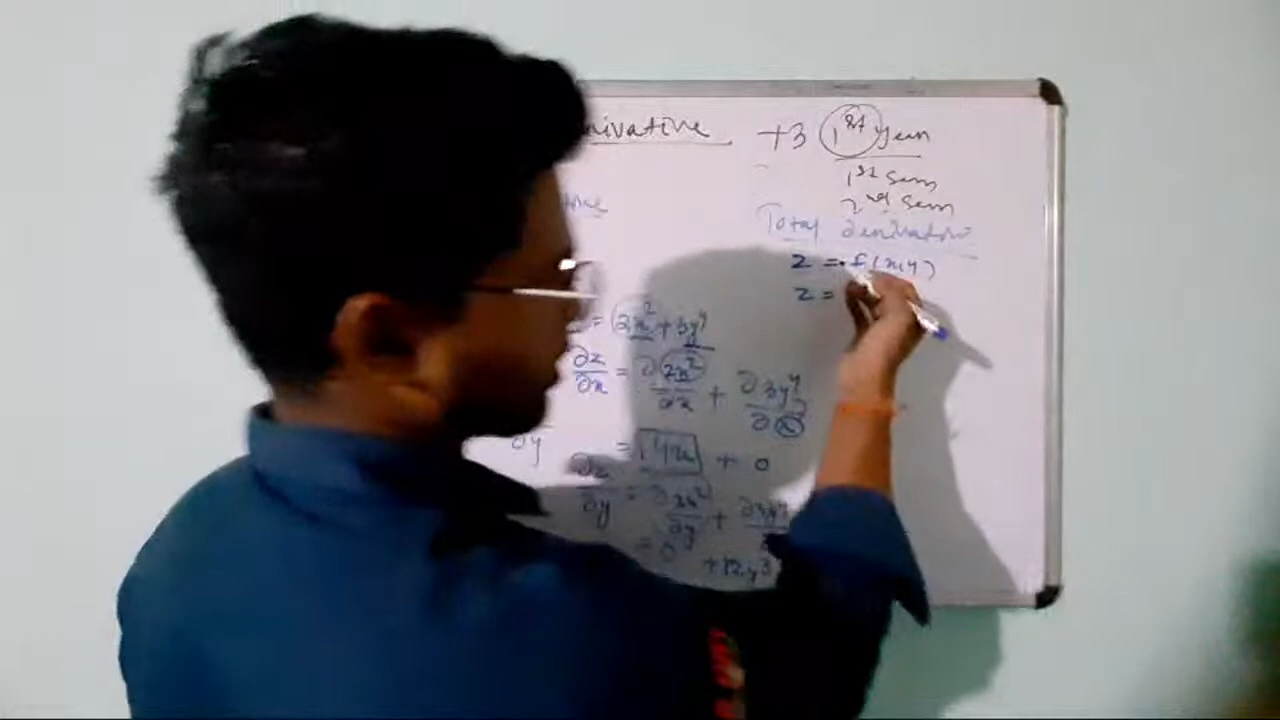 ivative +3 1st year
1st sem
2nd sem
Total derivative
z = f(x,y)
z =
= 2x² + 3y⁴
∂z/∂x = ∂2x²/∂x + ∂3y⁴/∂x
∂y
= 4x + 0
∂z/∂y = ∂2x²/∂y + ∂3y⁴
= 0 + 12y³